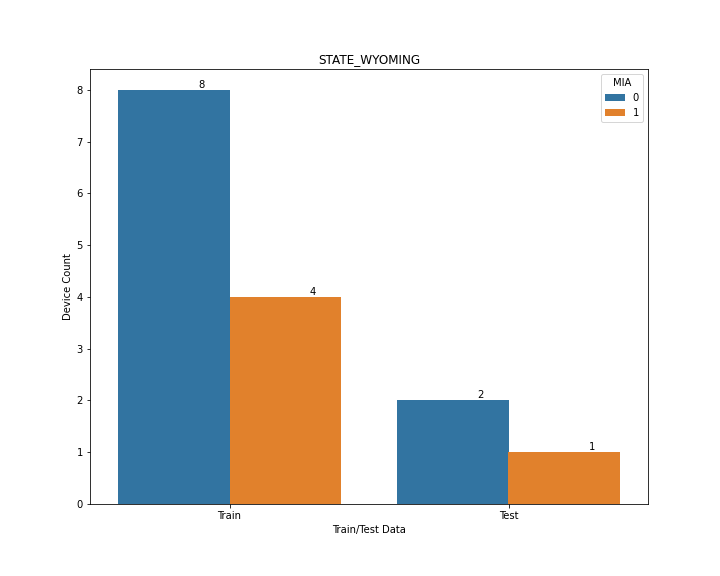 STATE_WYOMING
MIA
0
1
8
4
2
1
8
7
6
5
4
3
2
1
0
Device Count
Train
Test
Train/Test Data